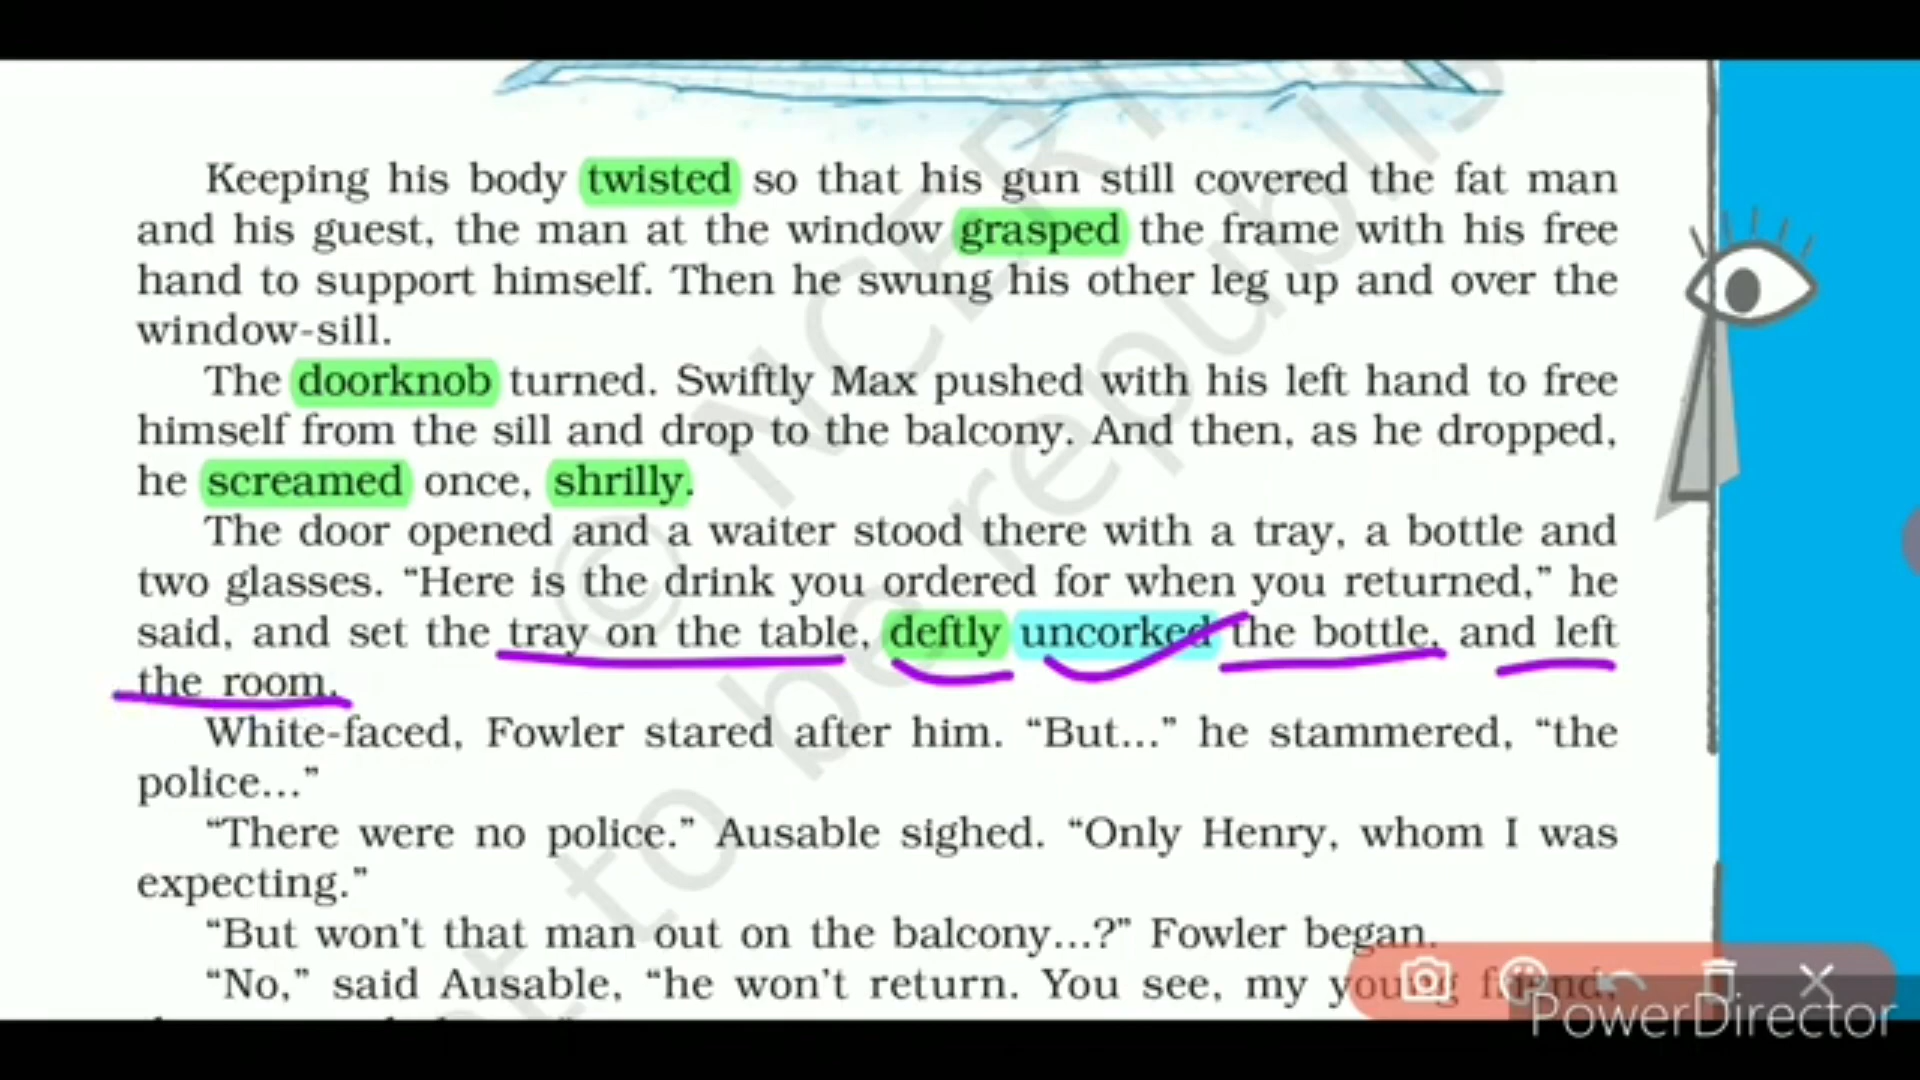 Keeping his body twisted so that his gun still covered the fat man
and his guest, the man at the window grasped the frame with his free
hand to support himself. Then he swung his other leg up and over the
window-sill.
The doorknob turned. Swiftly Max pushed with his left hand to free
himself from the sill and drop to the balcony. And then, as he dropped,
he screamed once, shrilly.
The door opened and a waiter stood there with a tray, a bottle and
two glasses. “Here is the drink you ordered for when you returned,” he
said, and set the tray on the table, deftly uncorked the bottle, and left
the room.
White-faced, Fowler stared after him. “But...” he stammered, “the
police...”
“There were no police.” Ausable sighed. “Only Henry, whom I was
expecting.”
“But won’t that man out on the balcony...?” Fowler began.
“No,” said Ausable, “he won’t return. You see, my young friend,
© NCERT
not to be republis
PowerDirector